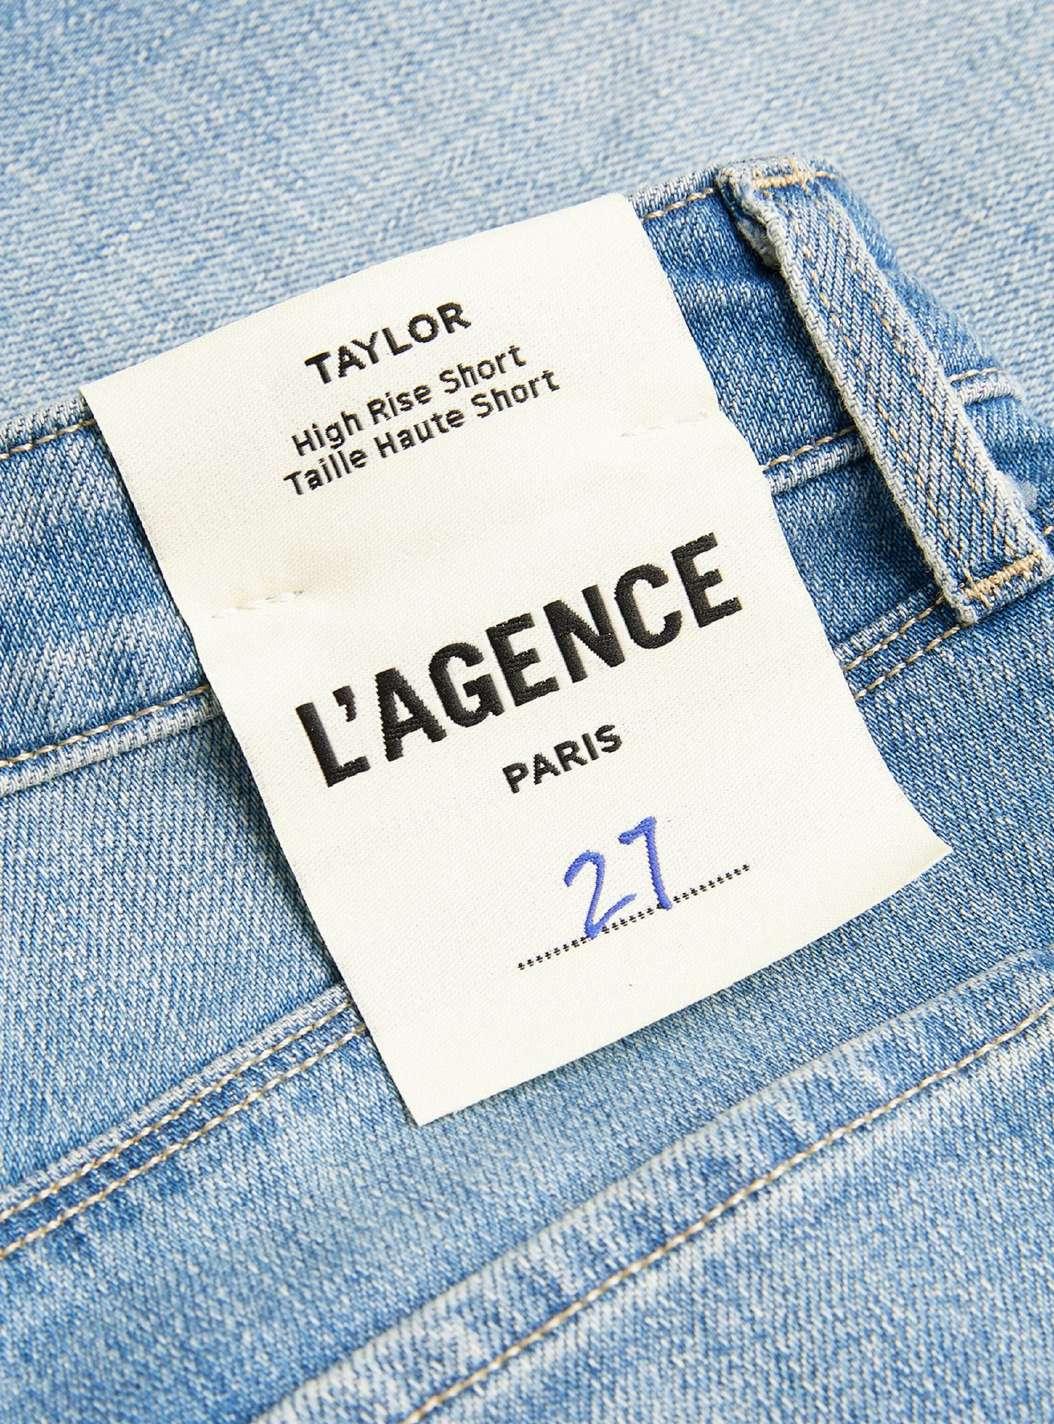 TAYLOR
High Rise Short
Taille Haute Short
L'AGENCE
PARIS
27